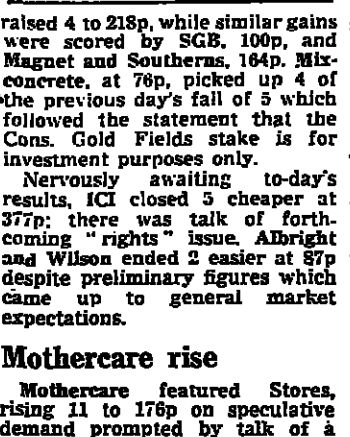 raised 4 to 218p, while similar gains
were scored by SGB, 100p, and
Magnet and Southerns, 164p. Mix-
concrete, at 76p, picked up 4 of
the previous day's fall of 5 which
followed the statement that the
Cons. Gold Fields stake is for
investment purposes only.
Nervously awaiting to-day's
results, ICI closed 5 cheaper at
377p: there was talk of forth-
coming "rights" issue. Albright
and Wilson ended 2 easier at 87p
despite preliminary figures which
came up to general market
expectations.
Mothercare rise
Mothercare featured Stores,
rising 11 to 176p on speculative
demand prompted by talk of a